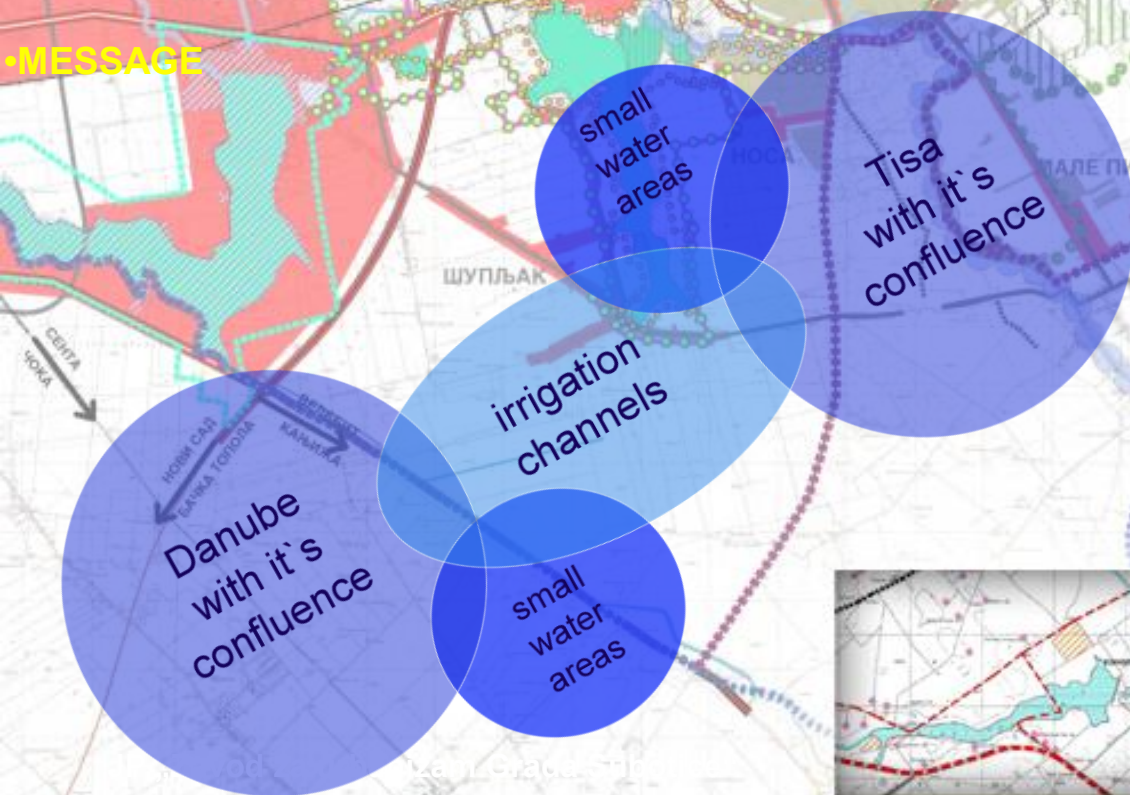 •MESSAGE
small
water
areas
НОСА
Tisa
with it`s
confluence
МАЛЕ ПИ
ШУПЉАК
irrigation
channels
СЕНТА
ЧОКА
НОВИ САД
БАЧКА ТОПОЛА
КАЊИЖА
Danube
with it`s
confluence
small
water
areas